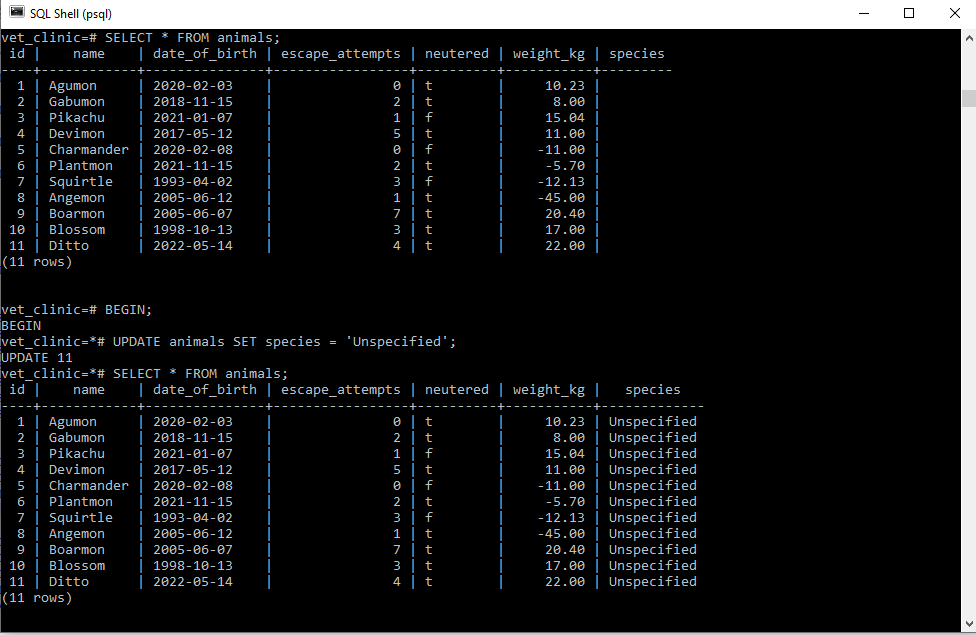 SQL Shell (psql)
vet_clinic=# SELECT * FROM animals;
 id |    name    | date_of_birth | escape_attempts | neutered | weight_kg | species
----+------------+---------------+-----------------+----------+-----------+---------
  1 | Agumon     | 2020-02-03    |               0 | t        |     10.23 |
  2 | Gabumon    | 2018-11-15    |               2 | t        |      8.00 |
  3 | Pikachu    | 2021-01-07    |               1 | f        |     15.04 |
  4 | Devimon    | 2017-05-12    |               5 | t        |     11.00 |
  5 | Charmander | 2020-02-08    |               0 | f        |    -11.00 |
  6 | Plantmon   | 2021-11-15    |               2 | t        |     -5.70 |
  7 | Squirtle   | 1993-04-02    |               3 | f        |    -12.13 |
  8 | Angemon    | 2005-06-12    |               1 | t        |    -45.00 |
  9 | Boarmon    | 2005-06-07    |               7 | t        |     20.40 |
 10 | Blossom    | 1998-10-13    |               3 | t        |     17.00 |
 11 | Ditto      | 2022-05-14    |               4 | t        |     22.00 |
(11 rows)
vet_clinic=# BEGIN;
BEGIN
vet_clinic=*# UPDATE animals SET species = 'Unspecified';
UPDATE 11
vet_clinic=*# SELECT * FROM animals;
 id |    name    | date_of_birth | escape_attempts | neutered | weight_kg |   species
----+------------+---------------+-----------------+----------+-----------+-------------
  1 | Agumon     | 2020-02-03    |               0 | t        |     10.23 | Unspecified
  2 | Gabumon    | 2018-11-15    |               2 | t        |      8.00 | Unspecified
  3 | Pikachu    | 2021-01-07    |               1 | f        |     15.04 | Unspecified
  4 | Devimon    | 2017-05-12    |               5 | t        |     11.00 | Unspecified
  5 | Charmander | 2020-02-08    |               0 | f        |    -11.00 | Unspecified
  6 | Plantmon   | 2021-11-15    |               2 | t        |     -5.70 | Unspecified
  7 | Squirtle   | 1993-04-02    |               3 | f        |    -12.13 | Unspecified
  8 | Angemon    | 2005-06-12    |               1 | t        |    -45.00 | Unspecified
  9 | Boarmon    | 2005-06-07    |               7 | t        |     20.40 | Unspecified
 10 | Blossom    | 1998-10-13    |               3 | t        |     17.00 | Unspecified
 11 | Ditto      | 2022-05-14    |               4 | t        |     22.00 | Unspecified
(11 rows)